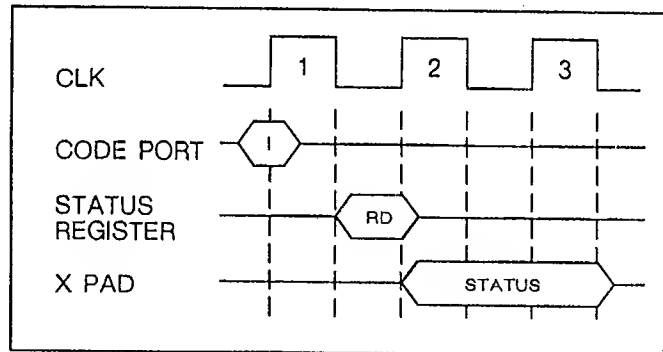 CLK 1 2 3
CODE PORT I
STATUS
REGISTER RD
X PAD STATUS